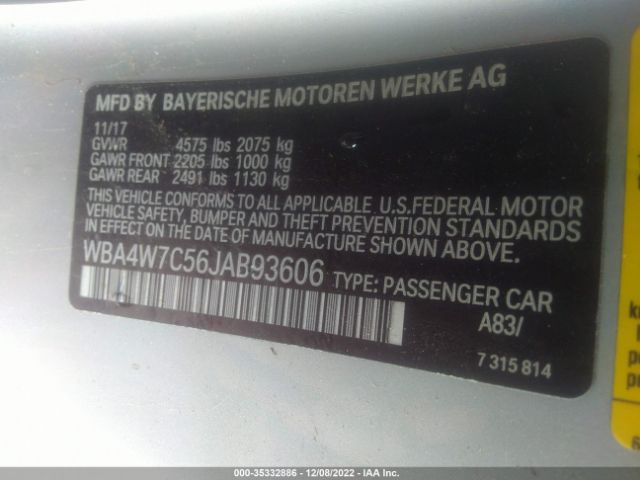 MFD BY BAYERISCHE MOTOREN WERKE AG
11/17
GVWR 4575 lbs 2075 kg
GAWR FRONT 2205 lbs 1000 kg
GAWR REAR 2491 lbs 1130 kg
THIS VEHICLE CONFORMS TO ALL APPLICABLE U.S.FEDERAL MOTOR
VEHICLE SAFETY, BUMPER AND THEFT PREVENTION STANDARDS
IN EFFECT ON THE DATE OF MANUFACTURE SHOWN ABOVE.
WBA4W7C56JAB93606 TYPE: PASSENGER CAR
A83/
7 315 814
000-35332886 - 12/08/2022 - IAA Inc.